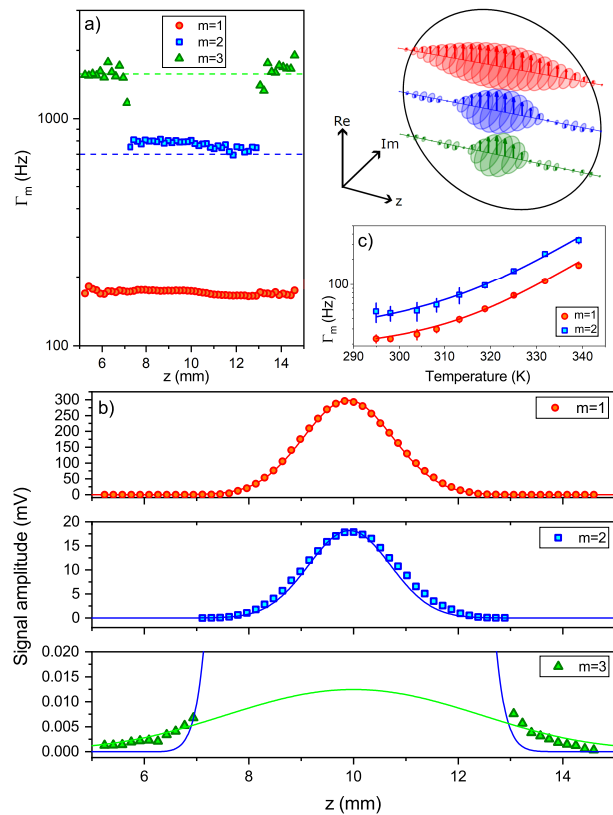 a)
m=1
m=2
m=3
Γm (Hz)
1000
100
6 8 10 12 14
z (mm)
Re
Im
z
c)
Γm (Hz)
100
m=1
m=2
290 300 310 320 330 340
Temperature (K)
b)
Signal amplitude (mV)
300
250
200
150
100
50
0
m=1
20
15
10
5
0
m=2
0.020
0.015
0.010
0.005
0.000
m=3
6 8 10 12 14
z (mm)